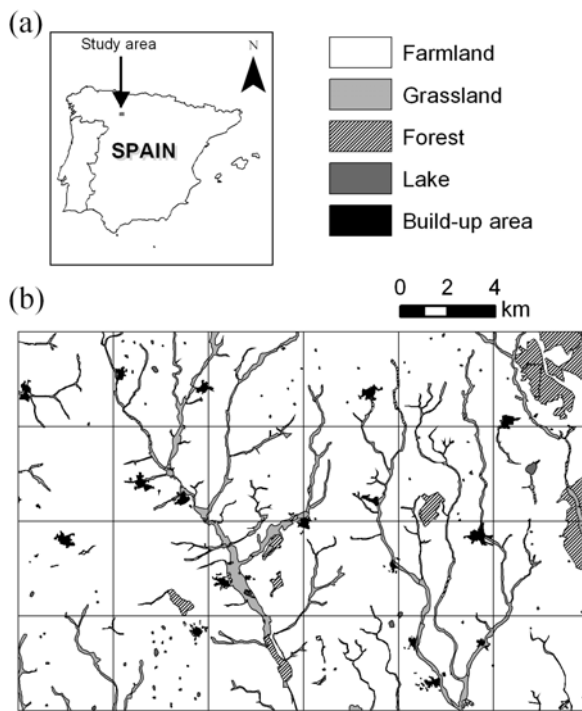 (a)
Study area
N
SPAIN
Farmland
Grassland
Forest
Lake
Build-up area
(b)
0 2 4
km